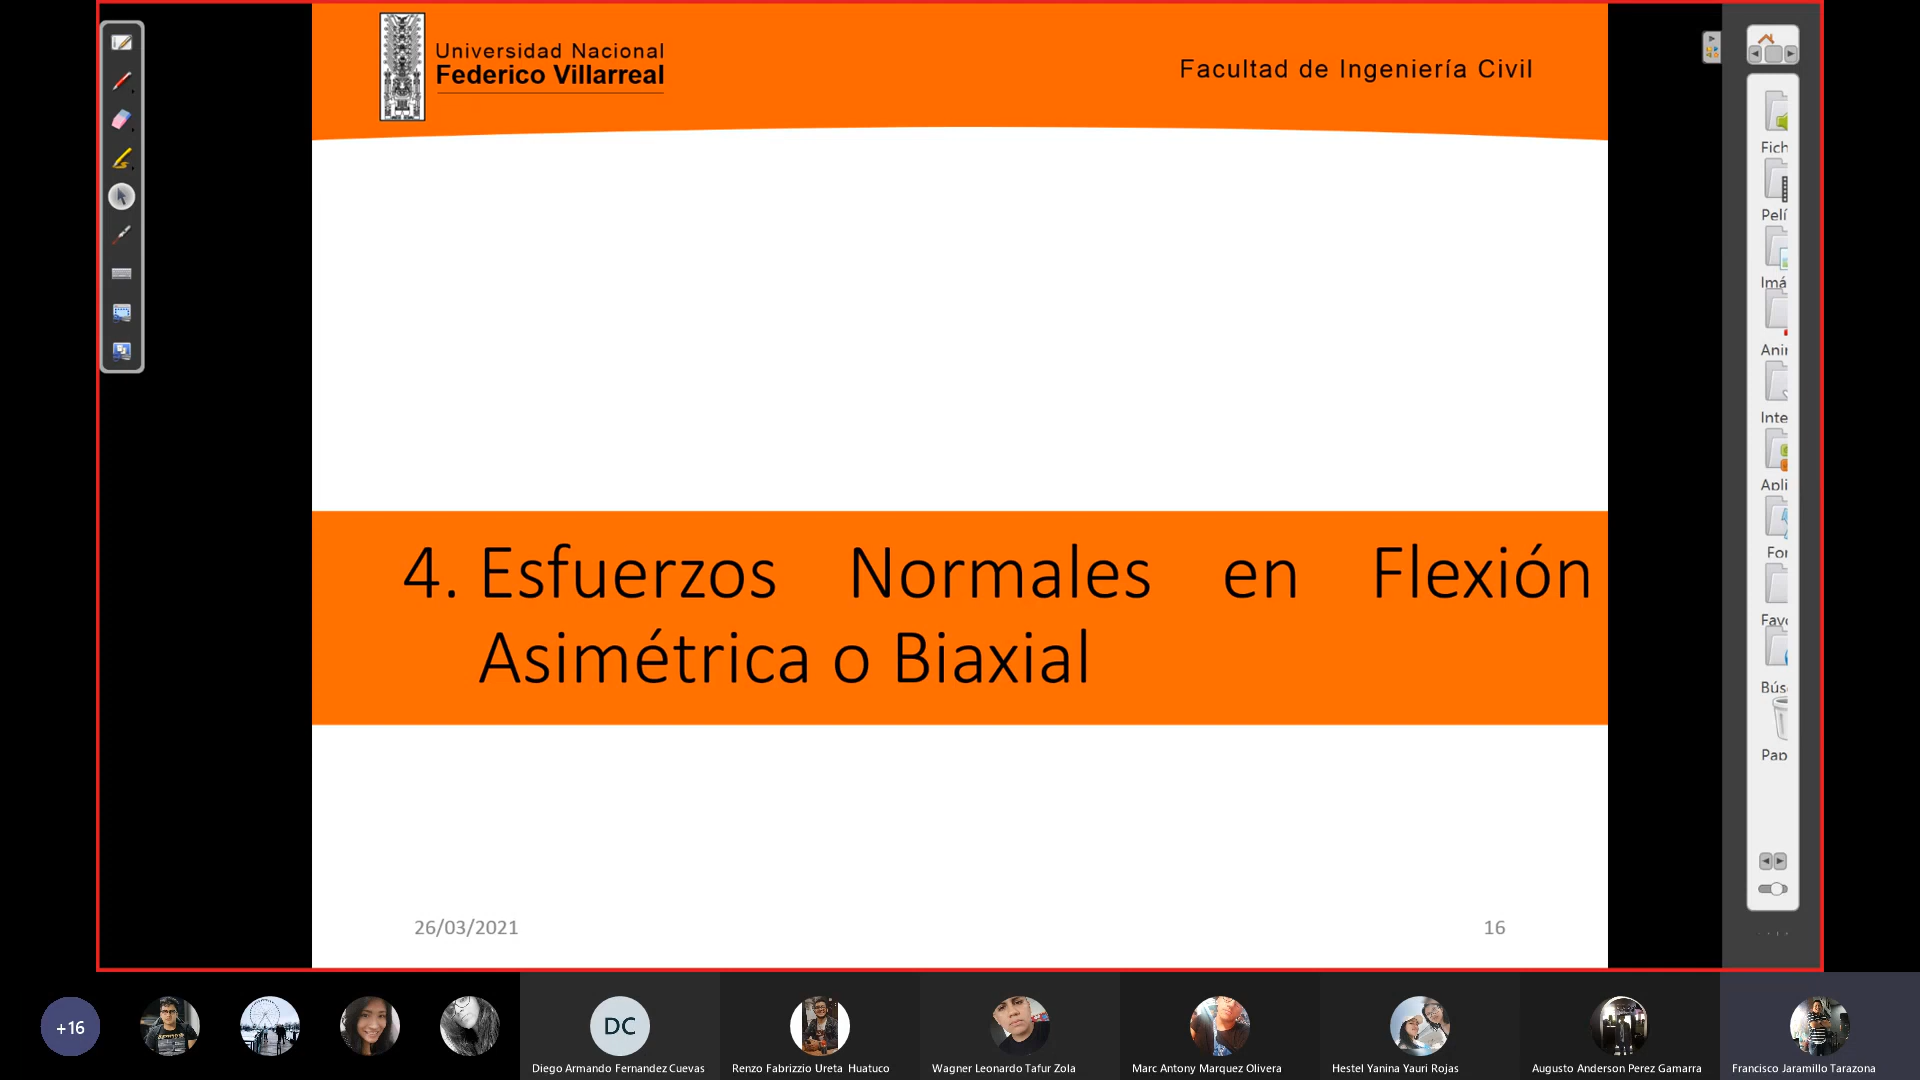 Universidad Nacional
Federico Villarreal
Facultad de Ingeniería Civil
4. Esfuerzos Normales en Flexión
Asimétrica o Biaxial
26/03/2021
16
Fich
Pelí
Imá
Anir
Inte
Apli
For
Favo
Bús
Pap
+16
DC
Diego Armando Fernandez Cuevas
Renzo Fabrizzio Ureta Huatuco
Wagner Leonardo Tafur Zola
Marc Antony Marquez Olivera
Hestel Yanina Yauri Rojas
Augusto Anderson Perez Gamarra
Francisco Jaramillo Tarazona